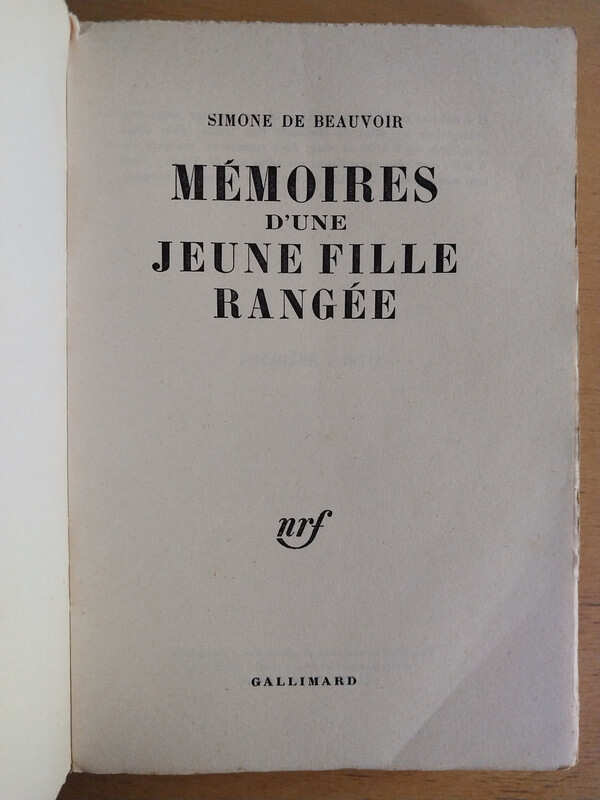 SIMONE DE BEAUVOIR
MÉMOIRES
D'UNE
JEUNE FILLE
RANGÉE
nrf
GALLIMARD